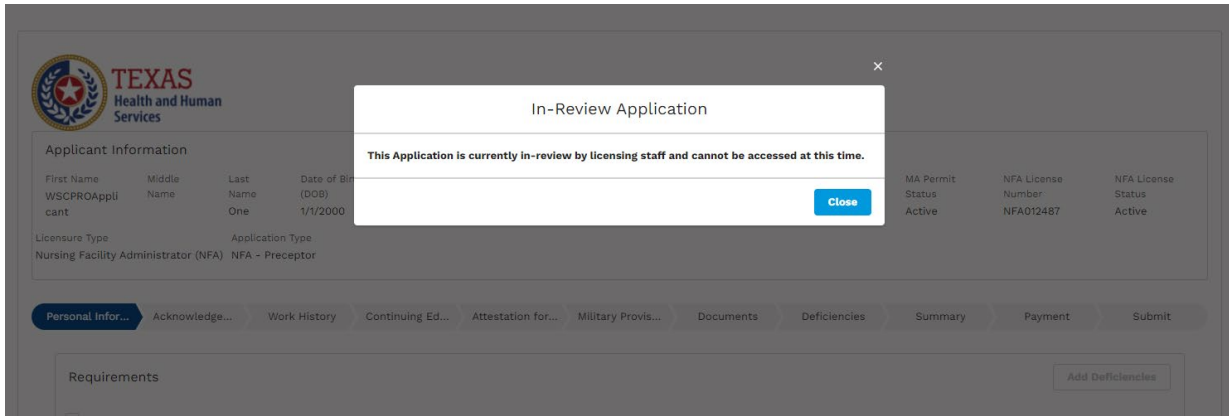 TEXAS
Health and Human
Services
×
In-Review Application
This Application is currently in-review by licensing staff and cannot be accessed at this time.
Close
Applicant Information
First Name
WSCPROAppli
cant
Middle
Name
Last
Name
One
Date of Bir
(DOB)
1/1/2000
MA Permit
Status
Active
NFA License
Number
NFA012487
NFA License
Status
Active
Licensure Type
Nursing Facility Administrator (NFA)
Application Type
NFA - Preceptor
Personal Infor...
Acknowledge...
Work History
Continuing Ed...
Attestation for...
Military Provis...
Documents
Deficiencies
Summary
Payment
Submit
Requirements
Add Deficiencies